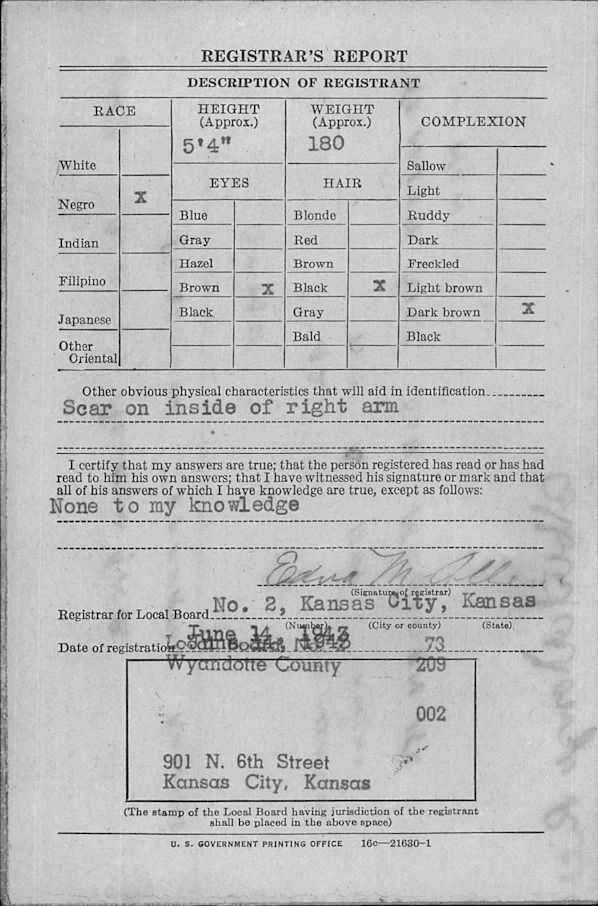 REGISTRAR'S REPORT
DESCRIPTION OF REGISTRANT
RACE
HEIGHT
(Approx.)
5'4"
WEIGHT
(Approx.)
180
COMPLEXION
White
Negro X
Indian
Filipino
Japanese
Other
Oriental
EYES
Blue
Gray
Hazel
Brown X
Black
HAIR
Blonde
Red
Brown
Black X
Gray
Bald
Sallow
Light
Ruddy
Dark
Freckled
Light brown
Dark brown X
Black
Other obvious physical characteristics that will aid in identification
Scar on inside of right arm
I certify that my answers are true; that the person registered has read or has had
read to him his own answers; that I have witnessed his signature or mark and that
all of his answers of which I have knowledge are true, except as follows:
None to my knowledge
Edna M.
(Signature of registrar)
Registrar for Local Board No. 2, Kansas City, Kansas
(Number) (City or county) (State)
Date of registration June 14, 1943
Local Board No. 2 73
Wyandotte County 209
002
901 N. 6th Street
Kansas City, Kansas
(The stamp of the Local Board having jurisdiction of the registrant
shall be placed in the above space)
U. S. GOVERNMENT PRINTING OFFICE 16c—21630-1